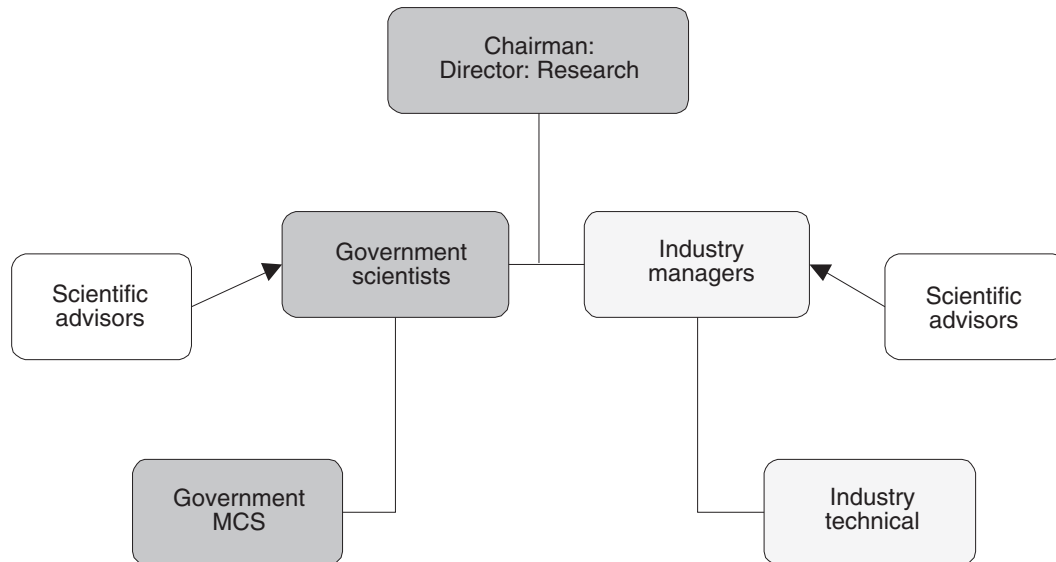 Chairman:
Director: Research
Government
scientists
Industry
managers
Scientific
advisors
Scientific
advisors
Government
MCS
Industry
technical